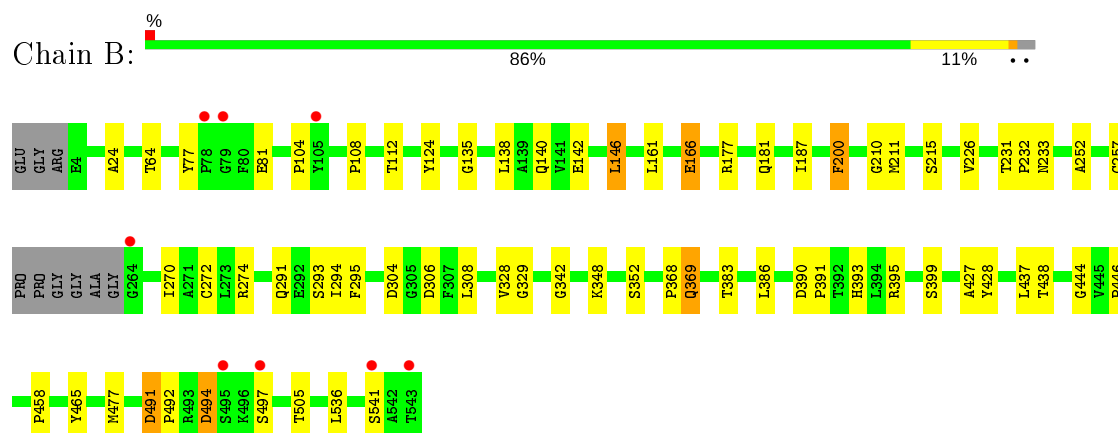 %
Chain B:
86% 11% • •
GLU GLY ARG E4 A24 T64 Y77 P78 G79 F80 E81 P104 Y105 P108 T112 Y124 G135 L138 A139 Q140 V141 E142 L146 L161 E166 R177 Q181 I187 F200 G210 M211 S215 V226 T231 P232 N233 A252 C257
PRO PRO GLY GLY ALA GLY G264 I270 A271 C272 L273 R274 Q291 E292 S293 I294 F295 D304 G305 D306 F307 L308 V328 G329 G342 K348 S352 P368 Q369 T383 L386 D390 P391 T392 H393 L394 R395 S399 A427 Y428 L437 T438 G444 V445
P458 Y465 M477 D491 P492 R493 D494 S495 K496 S497 T505 L536 S541 A542 T543